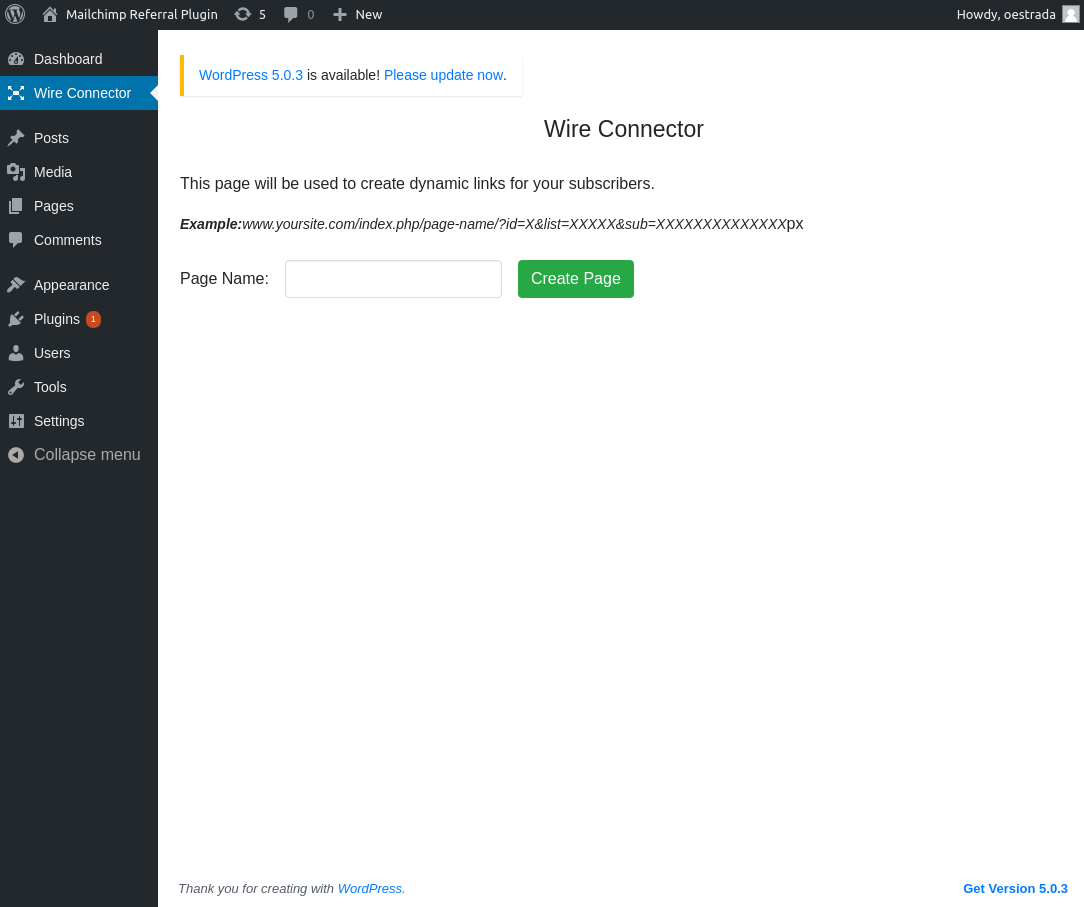 Mailchimp Referral Plugin 5 0 New Howdy, oestrada
Dashboard
Wire Connector
Posts
Media
Pages
Comments
Appearance
Plugins 1
Users
Tools
Settings
Collapse menu
WordPress 5.0.3 is available! Please update now.
Wire Connector
This page will be used to create dynamic links for your subscribers.
Example:www.yoursite.com/index.php/page-name/?id=X&list=XXXXX&sub=XXXXXXXXXXXXXXpx
Page Name: Create Page
Thank you for creating with WordPress. Get Version 5.0.3